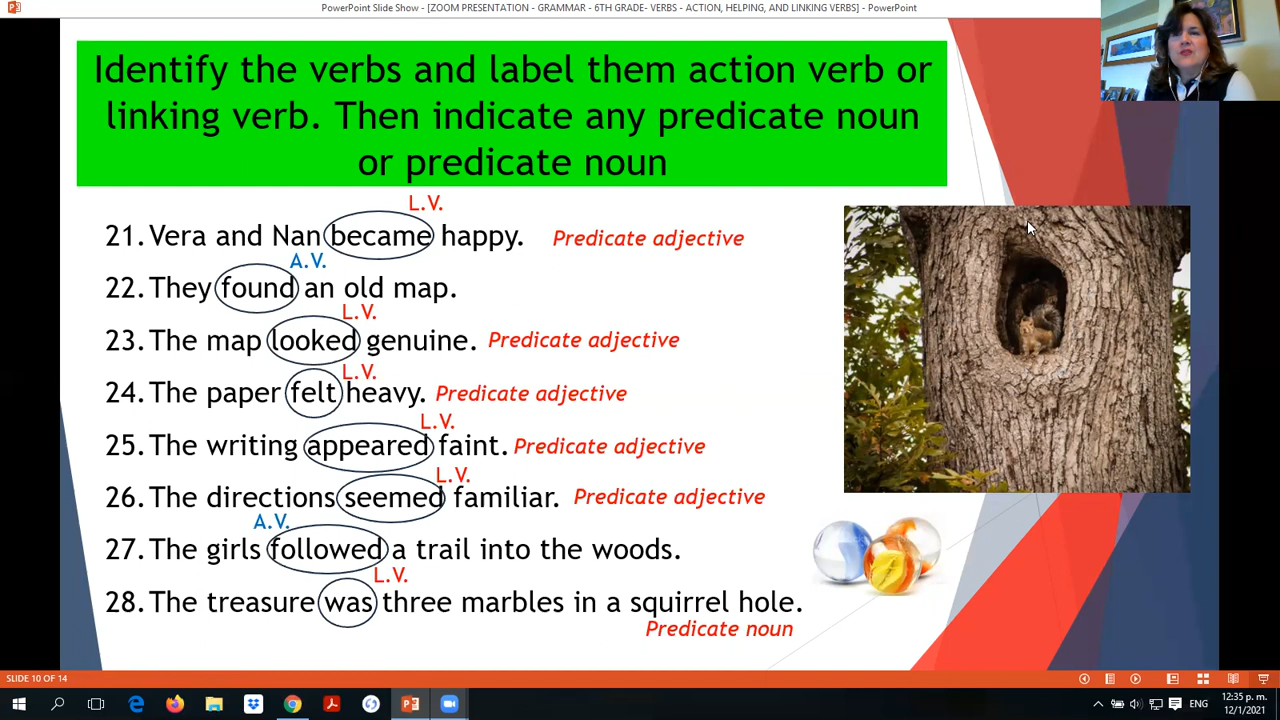 PowerPoint Slide Show - [ZOOM PRESENTATION - GRAMMAR - 6TH GRADE- VERBS - ACTION, HELPING, AND LINKING VERBS] - PowerPoint
Identify the verbs and label them action verb or
linking verb. Then indicate any predicate noun
or predicate noun
L.V.
21. Vera and Nan became happy. Predicate adjective
A.V.
22. They found an old map.
L.V.
23. The map looked genuine. Predicate adjective
L.V.
24. The paper felt heavy. Predicate adjective
L.V.
25. The writing appeared faint. Predicate adjective
L.V.
26. The directions seemed familiar. Predicate adjective
A.V.
27. The girls followed a trail into the woods.
L.V.
28. The treasure was three marbles in a squirrel hole.
Predicate noun
SLIDE 10 OF 14
ENG
12:35 p. m.
12/1/2021